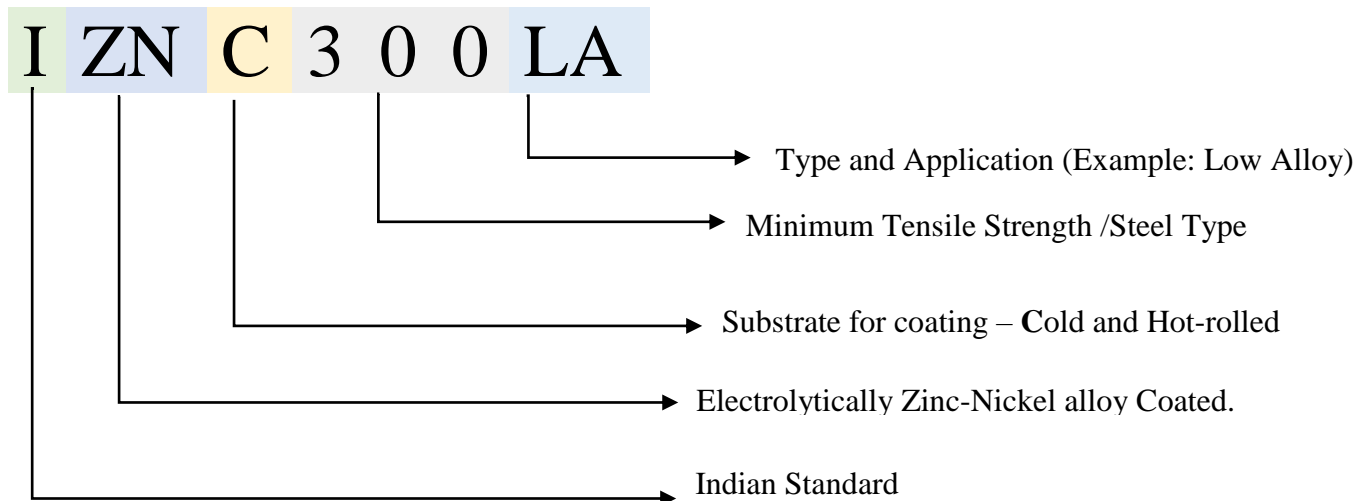 I ZN C 3 0 0 LA
Type and Application (Example: Low Alloy)
Minimum Tensile Strength /Steel Type
Substrate for coating – Cold and Hot-rolled
Electrolytically Zinc-Nickel alloy Coated.
Indian Standard